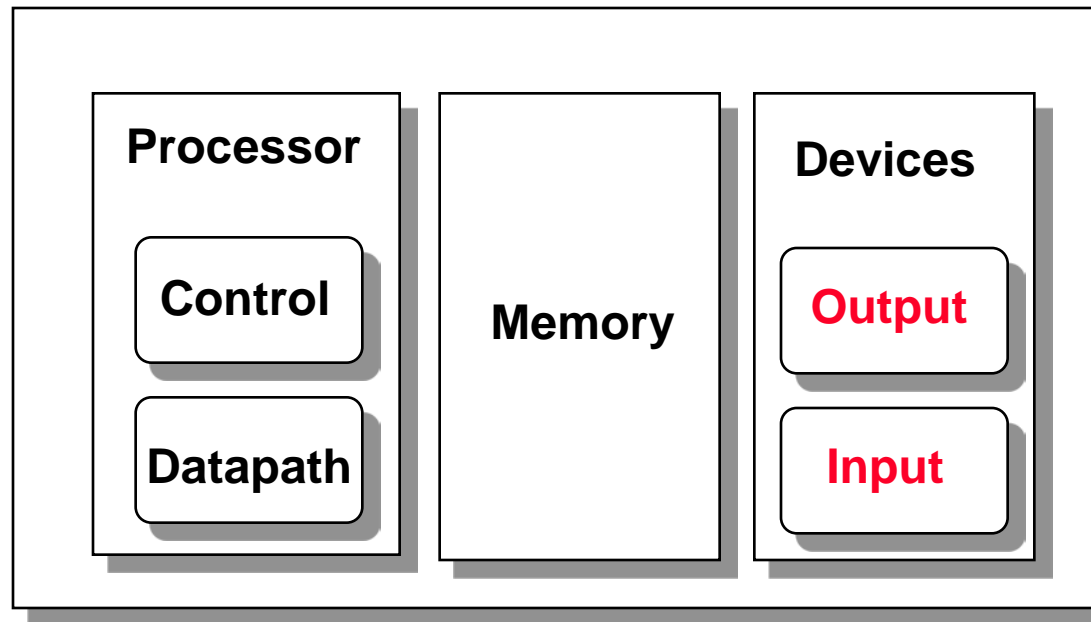 Processor
Control
Datapath
Memory
Devices
Output
Input